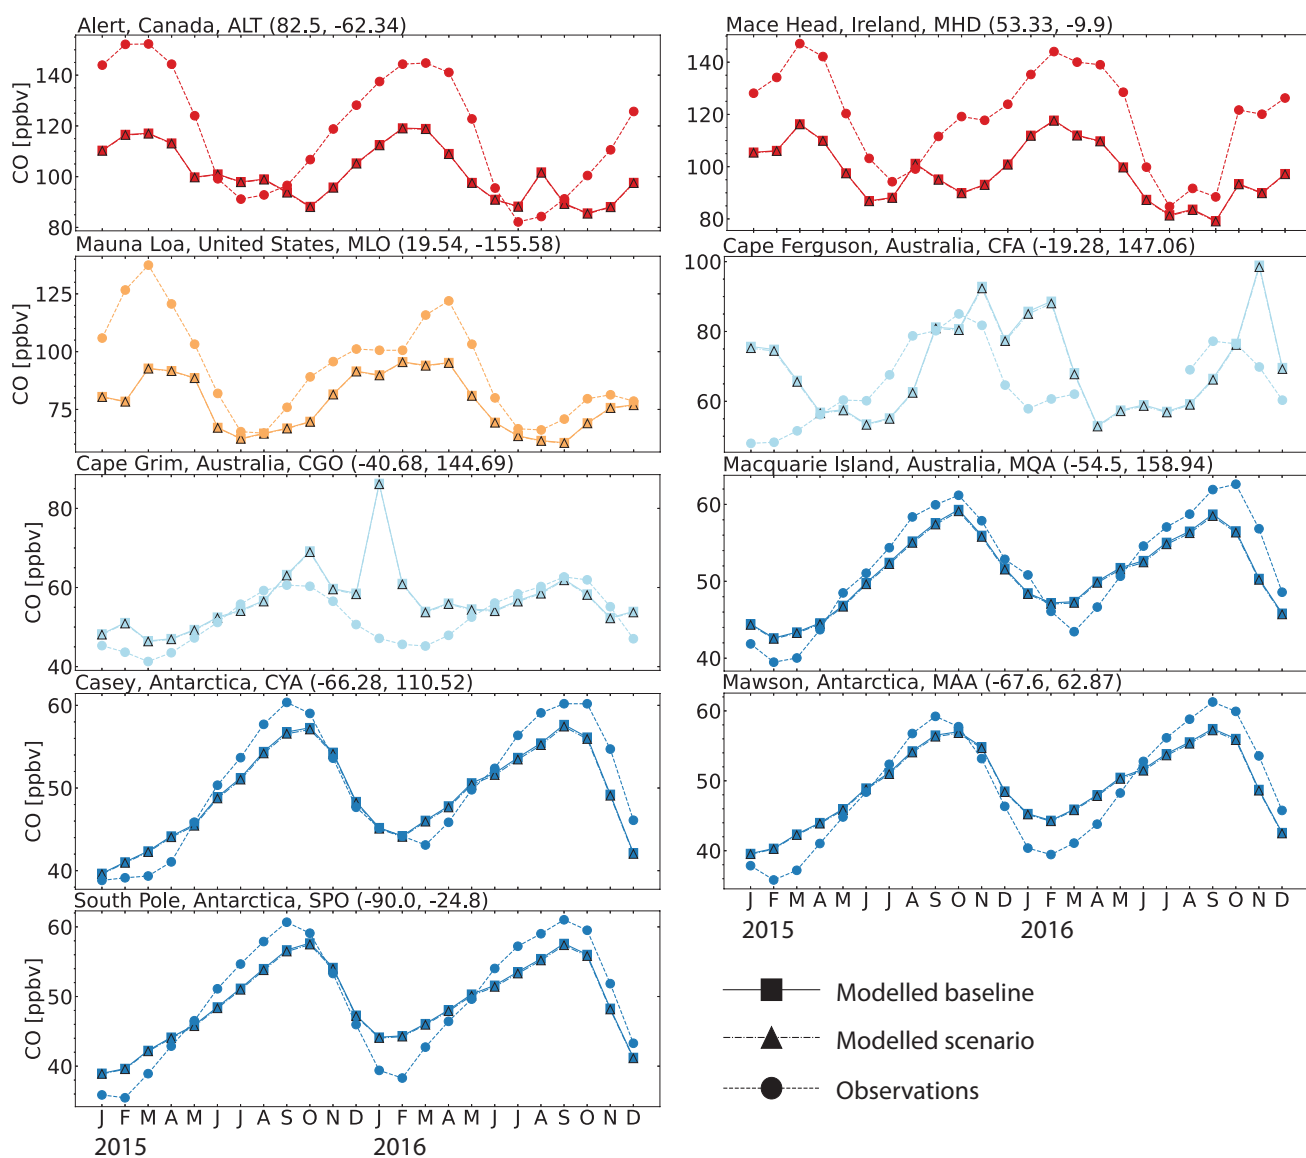 Alert, Canada, ALT (82.5, -62.34)
CO [ppbv]
140
120
100
80
Mace Head, Ireland, MHD (53.33, -9.9)
140
120
100
80
Mauna Loa, United States, MLO (19.54, -155.58)
125
100
75
Cape Ferguson, Australia, CFA (-19.28, 147.06)
100
80
60
Cape Grim, Australia, CGO (-40.68, 144.69)
CO [ppbv]
80
60
40
Macquarie Island, Australia, MQA (-54.5, 158.94)
60
50
40
Casey, Antarctica, CYA (-66.28, 110.52)
CO [ppbv]
60
50
40
Mawson, Antarctica, MAA (-67.6, 62.87)
60
50
40
J F M A M J J A S O N D J F M A M J J A S O N D
2015 2016
South Pole, Antarctica, SPO (-90.0, -24.8)
CO [ppbv]
60
50
40
J F M A M J J A S O N D J F M A M J J A S O N D
2015 2016
Modelled baseline
Modelled scenario
Observations